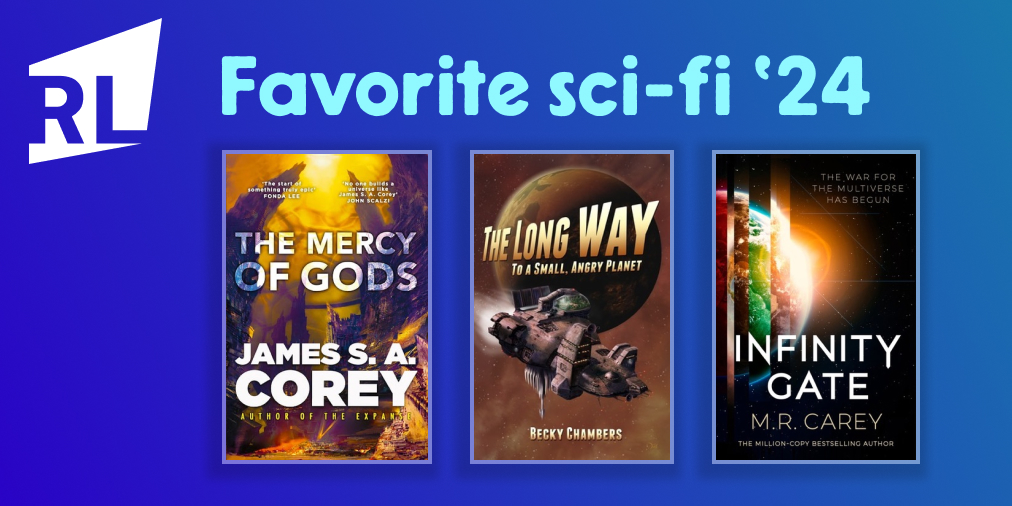 RL
Favorite sci-fi ‘24
'The start of
something truly epic'
FONDA LEE
'No one builds a
universe like
James S. A. Corey'
JOHN SCALZI
THE MERCY
OF GODS
JAMES S. A.
COREY
AUTHOR OF THE EXPANSE
THE LONG WAY
TO A SMALL, ANGRY PLANET
BECKY CHAMBERS
THE WAR FOR
THE MULTIVERSE
HAS BEGUN
INFINITY
GATE
M.R. CAREY
THE MILLION-COPY BESTSELLING AUTHOR